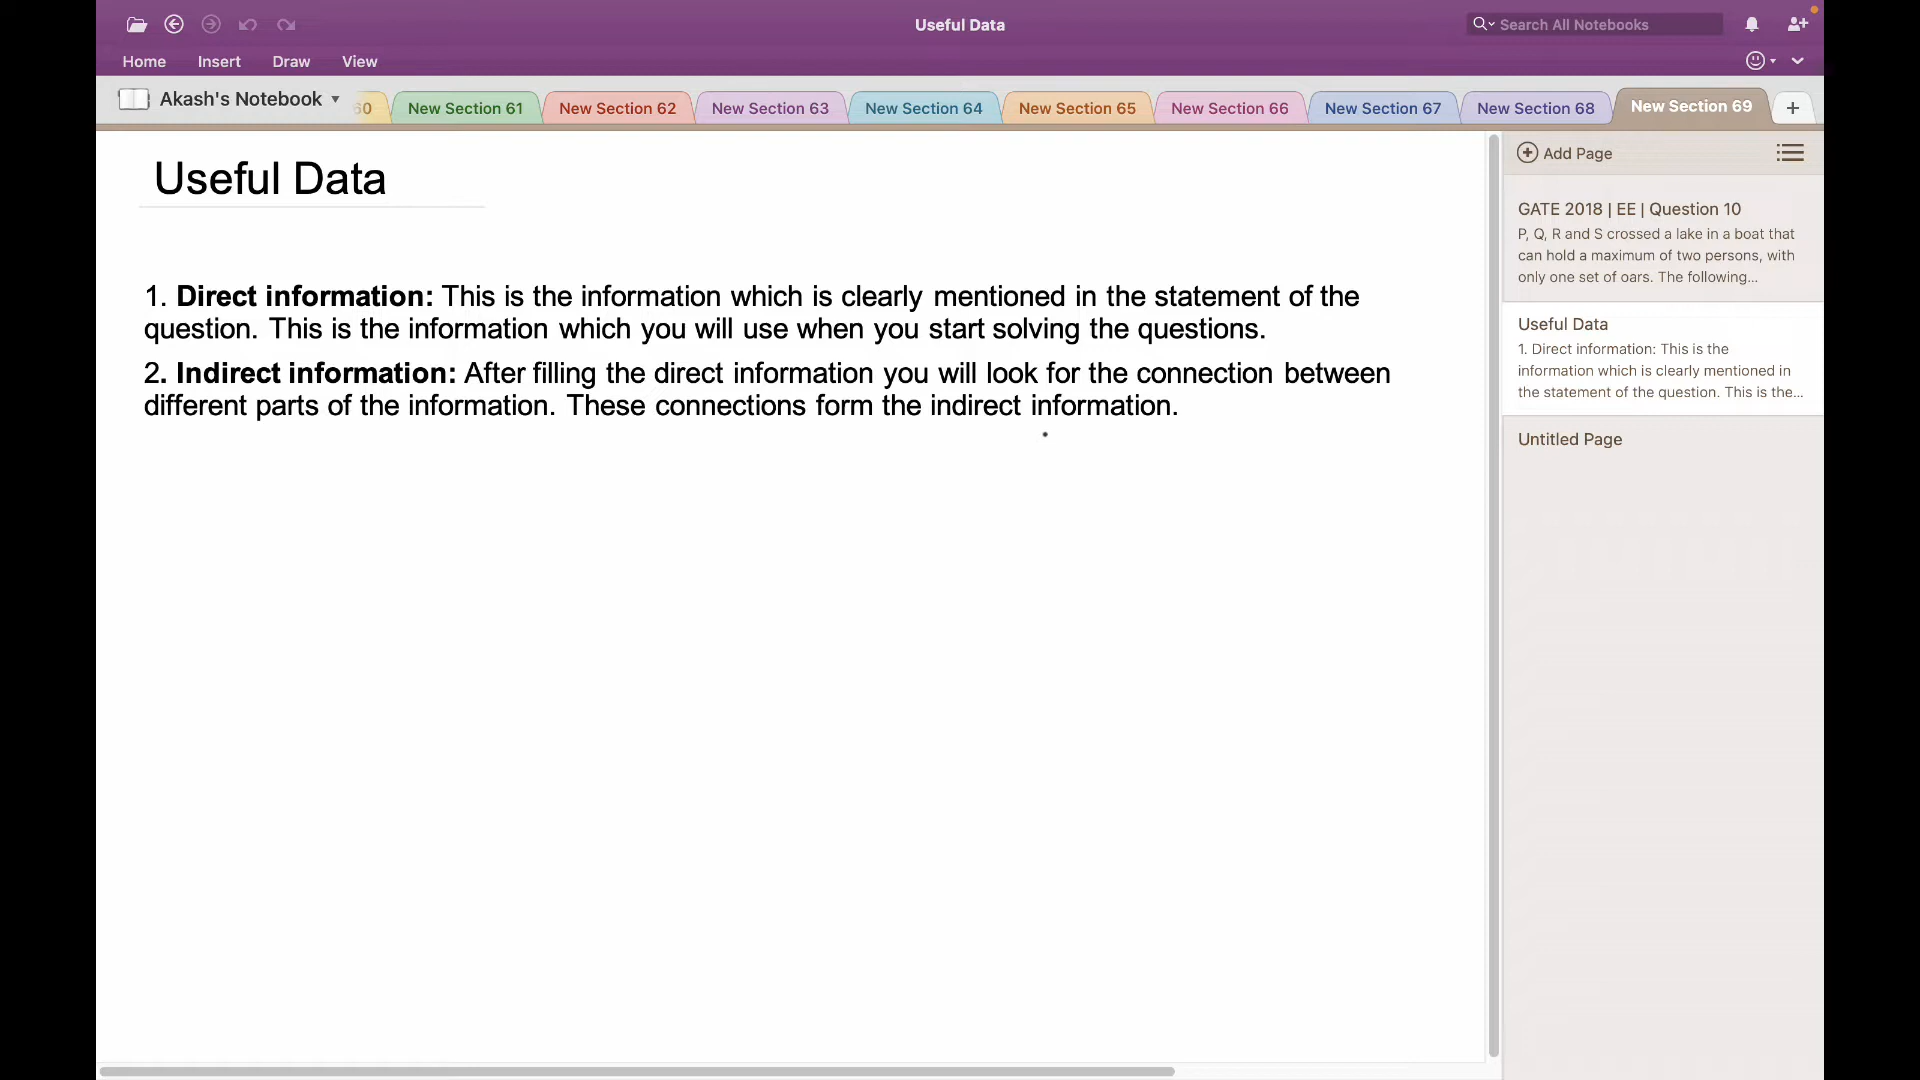 Useful Data
Search All Notebooks
Home Insert Draw View
Akash's Notebook
60
New Section 61
New Section 62
New Section 63
New Section 64
New Section 65
New Section 66
New Section 67
New Section 68
New Section 69
Useful Data
1. Direct information: This is the information which is clearly mentioned in the statement of the
question. This is the information which you will use when you start solving the questions.
2. Indirect information: After filling the direct information you will look for the connection between
different parts of the information. These connections form the indirect information.
Add Page
GATE 2018 | EE | Question 10
P, Q, R and S crossed a lake in a boat that
can hold a maximum of two persons, with
only one set of oars. The following...
Useful Data
1. Direct information: This is the
information which is clearly mentioned in
the statement of the question. This is the...
Untitled Page